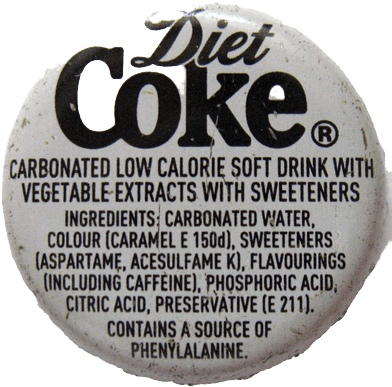 Diet
Coke®
CARBONATED LOW CALORIE SOFT DRINK WITH
VEGETABLE EXTRACTS WITH SWEETENERS
INGREDIENTS: CARBONATED WATER,
COLOUR (CARAMEL E 150d), SWEETENERS
(ASPARTAME, ACESULFAME K), FLAVOURINGS
(INCLUDING CAFFEINE), PHOSPHORIC ACID,
CITRIC ACID, PRESERVATIVE (E 211).
CONTAINS A SOURCE OF
PHENYLALANINE.